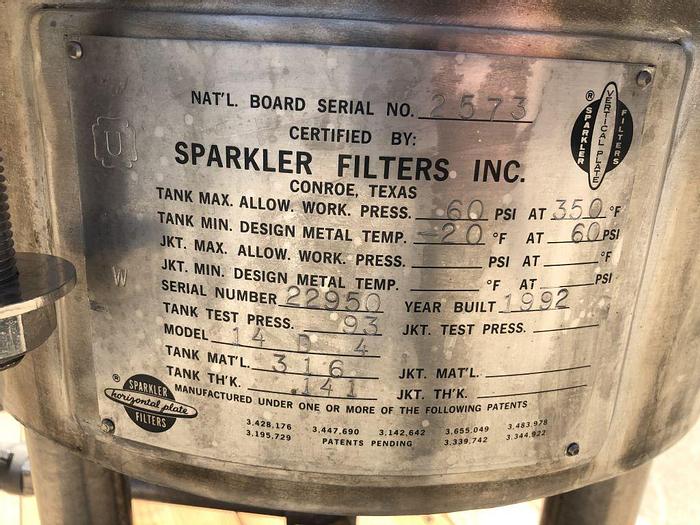 NAT'L. BOARD SERIAL NO. 2573
CERTIFIED BY:
SPARKLER FILTERS INC.
CONROE, TEXAS
TANK MAX. ALLOW. WORK. PRESS. 60 PSI AT 350 °F
TANK MIN. DESIGN METAL TEMP. -20 °F AT 60 PSI
JKT. MAX. ALLOW. WORK. PRESS. PSI AT °F
JKT. MIN. DESIGN METAL TEMP. °F AT PSI
SERIAL NUMBER 22950 YEAR BUILT 1992
TANK TEST PRESS. 93 JKT. TEST PRESS.
MODEL 14 D 4
TANK MAT'L. 316 JKT. MAT'L.
TANK TH'K. .141 JKT. TH'K.
MANUFACTURED UNDER ONE OR MORE OF THE FOLLOWING PATENTS
3.428,176 3.447,690 3.142,642 3.655,049 3.483,978
3.195,729 PATENTS PENDING 3.339,742 3.344,922
U
W
® SPARKLER
VERTICAL PLATE
FILTERS
® SPARKLER
horizontal plate
FILTERS